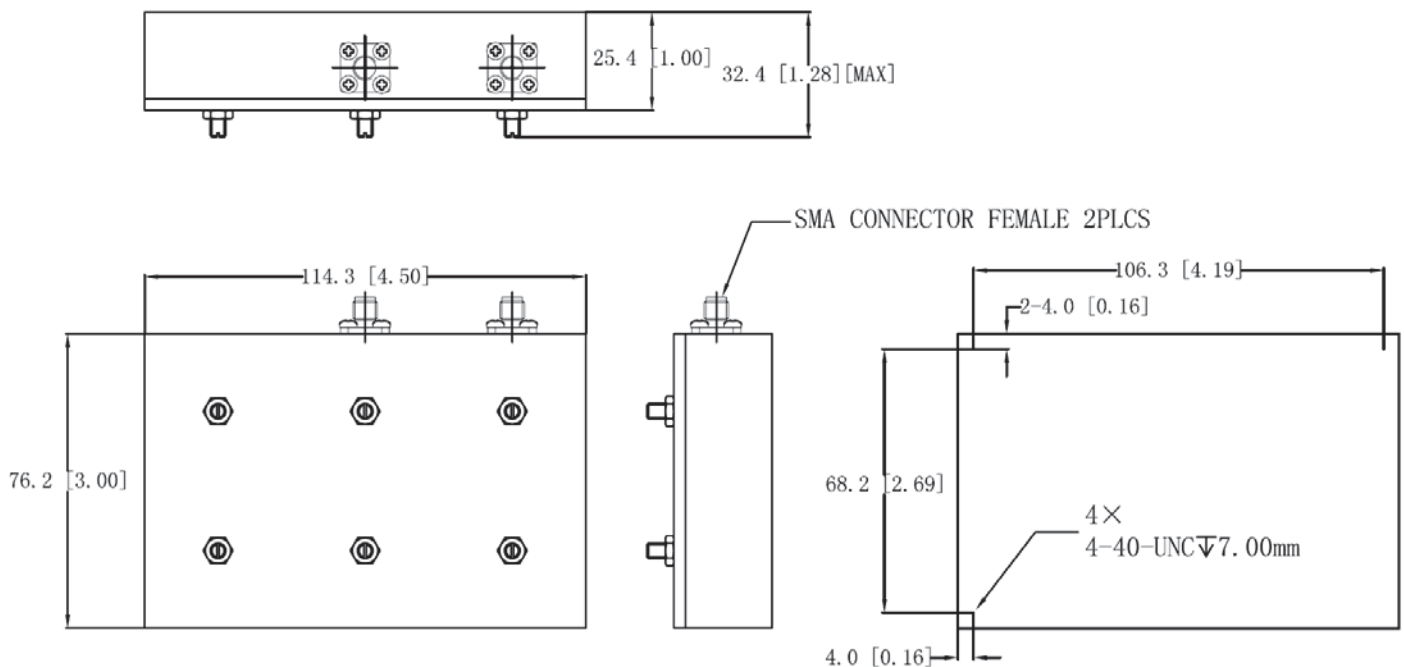 25.4 [1.00]
32.4 [1.28][MAX]
SMA CONNECTOR FEMALE 2PLCS
114.3 [4.50]
106.3 [4.19]
2-4.0 [0.16]
76.2 [3.00]
68.2 [2.69]
4×
4-40-UNC↧7.00mm
4.0 [0.16]